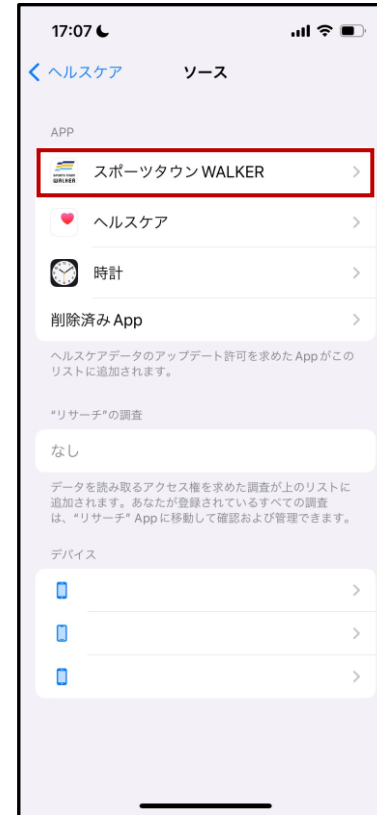 17:07
ヘルスケア
ソース
APP
スポーツタウン WALKER
ヘルスケア
時計
削除済み App
ヘルスケアデータのアップデート許可を求めた App がこの
リストに追加されます。
“リサーチ”の調査
なし
データを読み取るアクセス権を求めた調査が上のリストに
追加されます。あなたが登録されているすべての調査
は、“リサーチ” App に移動して確認および管理できます。
デバイス